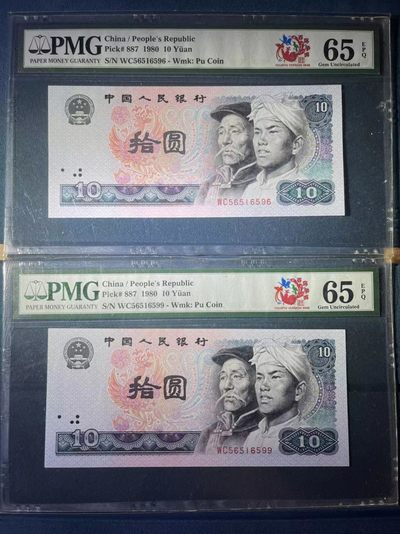 PMG
PAPER MONEY GUARANTY
China / People's Republic
Pick# 887 1980 10 Yüan
S/N WC56516596 - Wmk: Pu Coin
65 EPQ
Gem Uncirculated
中国人民银行
10
拾圆
10
10
WC56516596
PMG
PAPER MONEY GUARANTY
China / People's Republic
Pick# 887 1980 10 Yüan
S/N WC56516599 - Wmk: Pu Coin
65 EPQ
Gem Uncirculated
中国人民银行
10
拾圆
10
10
WC56516599